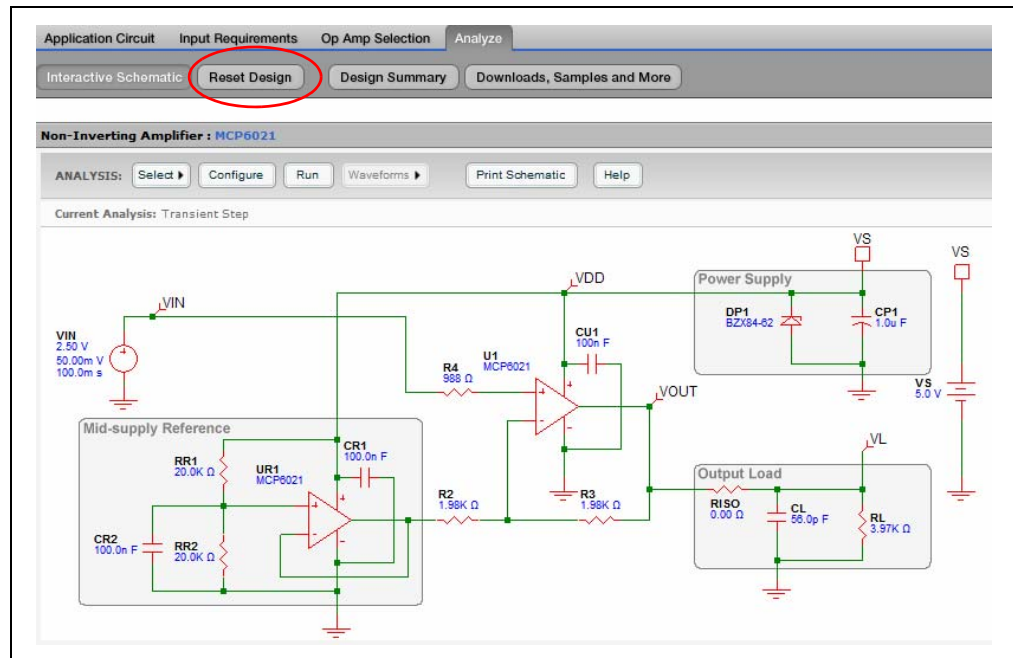 Application Circuit Input Requirements Op Amp Selection Analyze
Interactive Schematic Reset Design Design Summary Downloads, Samples and More
Non-Inverting Amplifier : MCP6021
ANALYSIS: Select Configure Run Waveforms Print Schematic Help
Current Analysis: Transient Step
VIN
VIN
2.50 V
50.00m V
100.0m s
VDD
CU1
100n F
R4
988 Ω
U1
MCP6021
VOUT
VS
Power Supply
DP1
BZX84-62
CP1
1.0u F
VS
VS
5.0 V
Mid-supply Reference
RR1
20.0K Ω
UR1
MCP6021
CR1
100.0n F
CR2
100.0n F
RR2
20.0K Ω
R2
1.98K Ω
R3
1.98K Ω
VL
Output Load
RISO
0.00 Ω
CL
56.0p F
RL
3.97K Ω